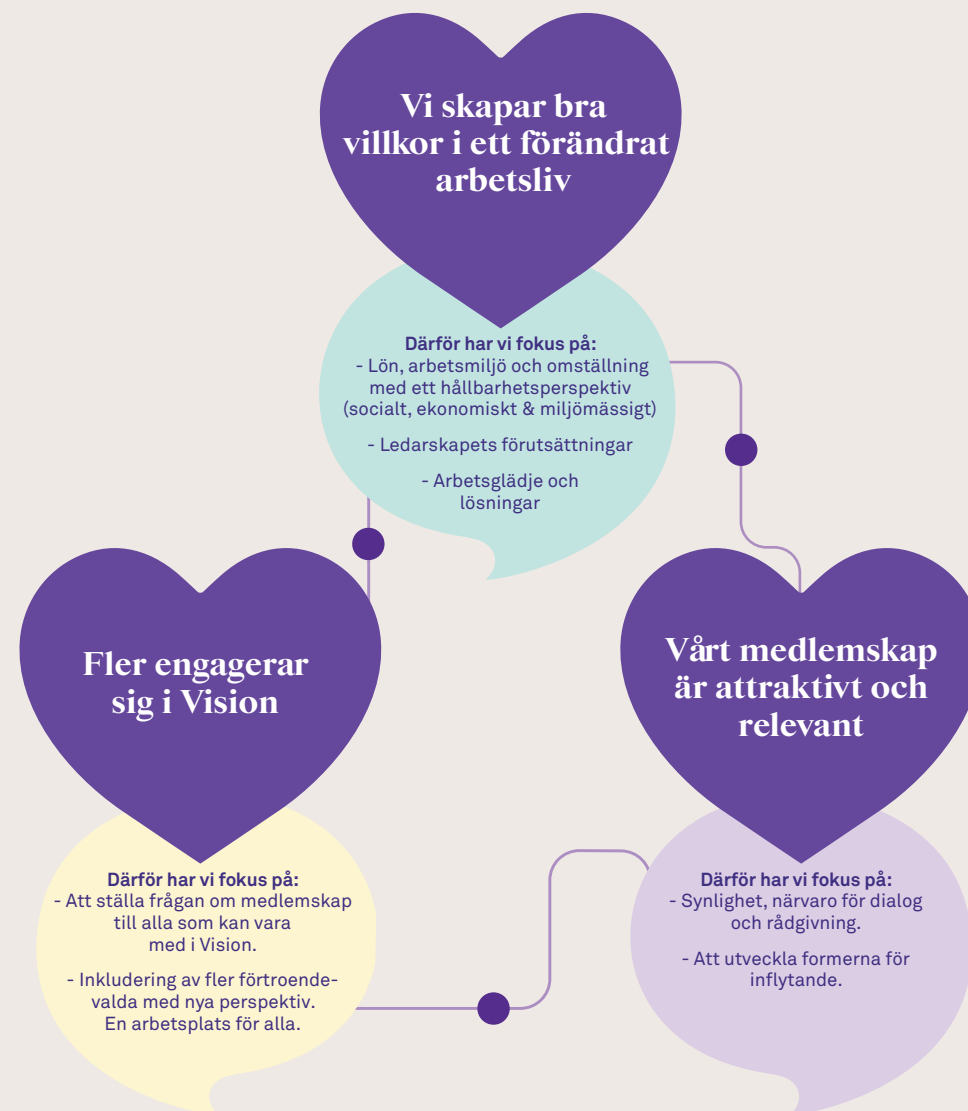 Vi skapar bra
villkor i ett förändrat
arbetsliv
Därför har vi fokus på:
- Lön, arbetsmiljö och omställning
med ett hållbarhetsperspektiv
(socialt, ekonomiskt & miljömässigt)
- Ledarskapets förutsättningar
- Arbetsglädje och
lösningar
Fler engagerar
sig i Vision
Därför har vi fokus på:
- Att ställa frågan om medlemskap
till alla som kan vara
med i Vision.
- Inkludering av fler förtroende-
valda med nya perspektiv.
En arbetsplats för alla.
Vårt medlemskap
är attraktivt och
relevant
Därför har vi fokus på:
- Synlighet, närvaro för dialog
och rådgivning.
- Att utveckla formerna för
inflytande.